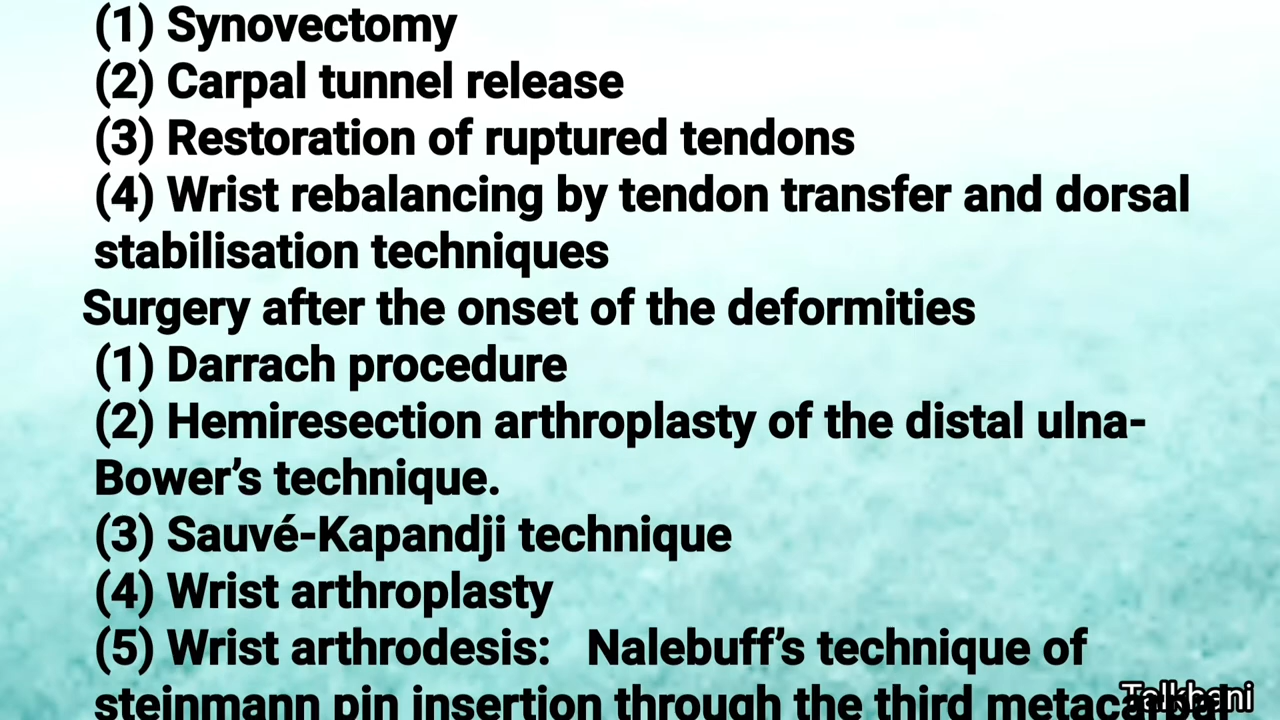 (1) Synovectomy
(2) Carpal tunnel release
(3) Restoration of ruptured tendons
(4) Wrist rebalancing by tendon transfer and dorsal
stabilisation techniques
Surgery after the onset of the deformities
(1) Darrach procedure
(2) Hemiresection arthroplasty of the distal ulna-
Bower’s technique.
(3) Sauvé-Kapandji technique
(4) Wrist arthroplasty
(5) Wrist arthrodesis: Nalebuff’s technique of
steinmann pin insertion through the third